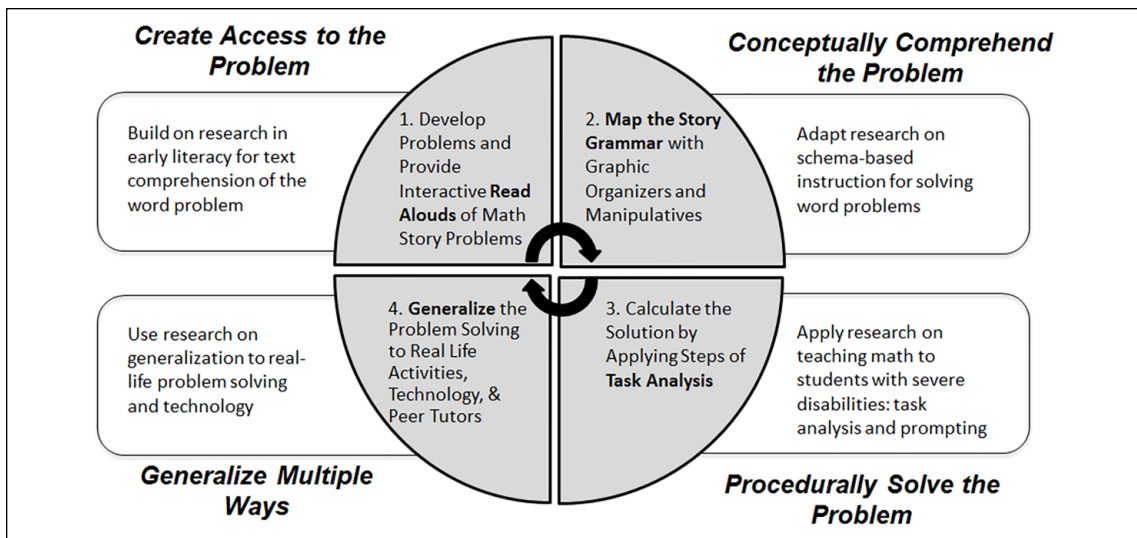 Create Access to the
Problem
Build on research in
early literacy for text
comprehension of the
word problem
1. Develop
Problems and
Provide
Interactive Read
Alouds of Math
Story Problems
Conceptually Comprehend
the Problem
2. Map the Story
Grammar with
Graphic
Organizers and
Manipulatives
Adapt research on
schema-based
instruction for solving
word problems
3. Calculate the
Solution by
Applying Steps of
Task Analysis
Apply research on
teaching math to
students with severe
disabilities: task
analysis and prompting
Procedurally Solve the
Problem
4. Generalize the
Problem Solving
to Real Life
Activities,
Technology, &
Peer Tutors
Use research on
generalization to real-
life problem solving
and technology
Generalize Multiple
Ways